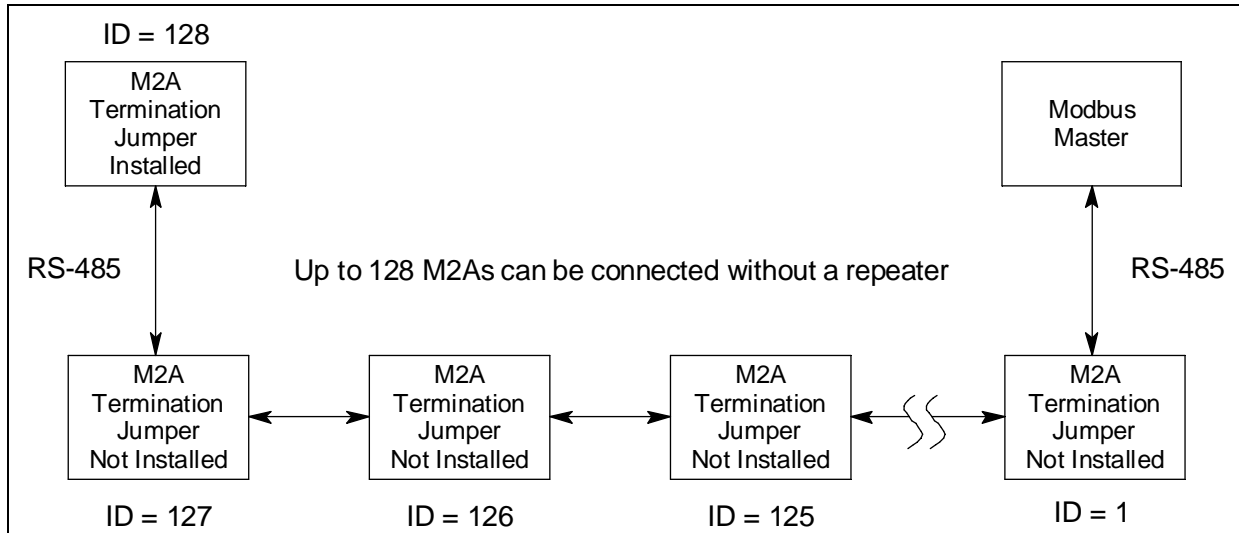 ID = 128
M2A
Termination
Jumper
Installed
Modbus
Master
RS-485
Up to 128 M2As can be connected without a repeater
RS-485
M2A
Termination
Jumper
Not Installed
M2A
Termination
Jumper
Not Installed
M2A
Termination
Jumper
Not Installed
M2A
Termination
Jumper
Not Installed
ID = 127
ID = 126
ID = 125
ID = 1